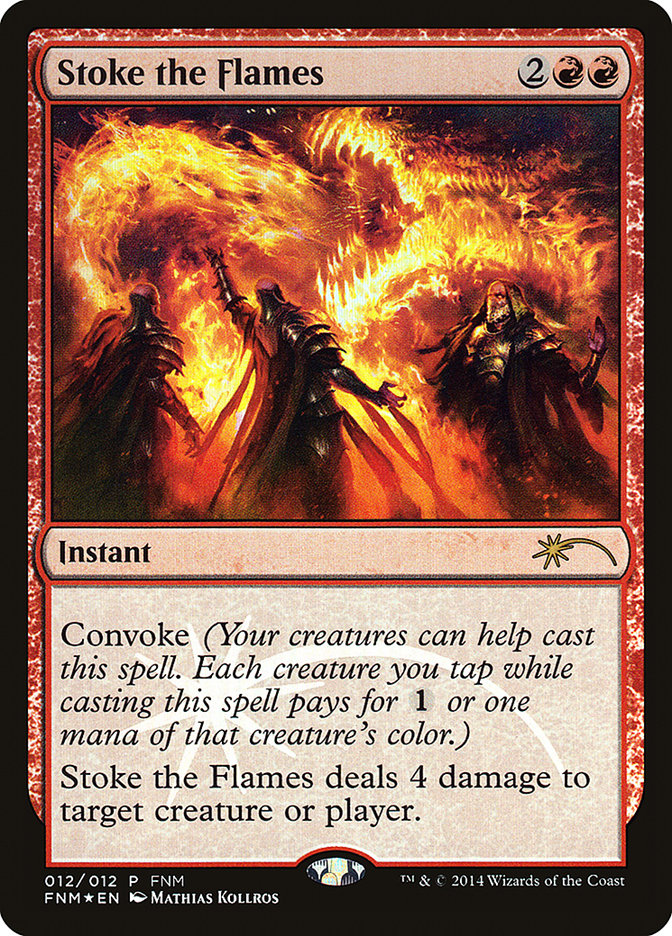 Stoke the Flames 2
Instant
Convoke (Your creatures can help cast
this spell. Each creature you tap while
casting this spell pays for 1 or one
mana of that creature's color.)
Stoke the Flames deals 4 damage to
target creature or player.
012/012 P FNM
FNM★EN Mathias Kollros
™ & © 2014 Wizards of the Coast